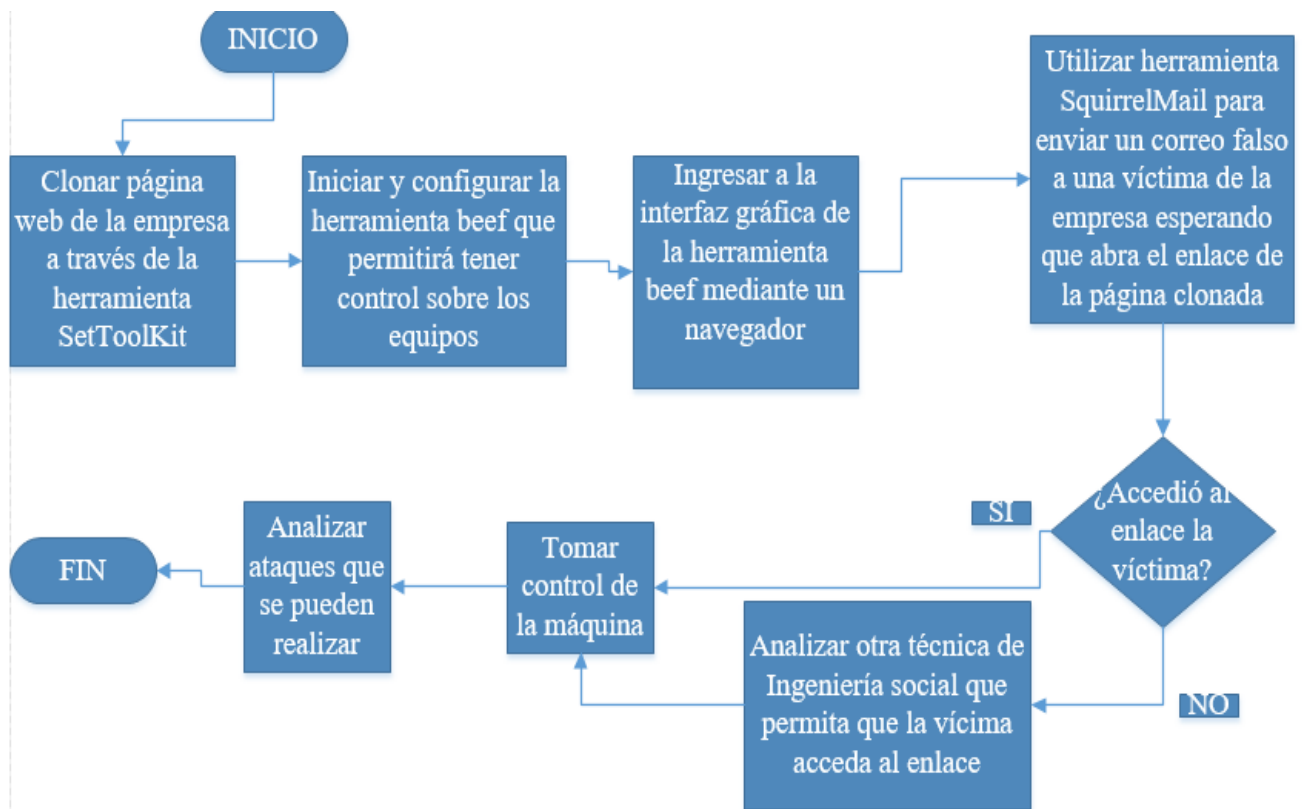 INICIO
Clonar página
web de la empresa
a través de la
herramienta
SetToolKit
Iniciar y configurar la
herramienta beef que
permitirá tener
control sobre los
equipos
Ingresar a la
interfaz gráfica de
la herramienta
beef mediante un
navegador
Utilizar herramienta
SquirrelMail para
enviar un correo falso
a una víctima de la
empresa esperando
que abra el enlace de
la página clonada
¿Accedió al
enlace la
víctima?
SI
NO
Analizar otra técnica de
Ingeniería social que
permita que la vícima
acceda al enlace
Tomar
control de
la máquina
Analizar
ataques que
se pueden
realizar
FIN